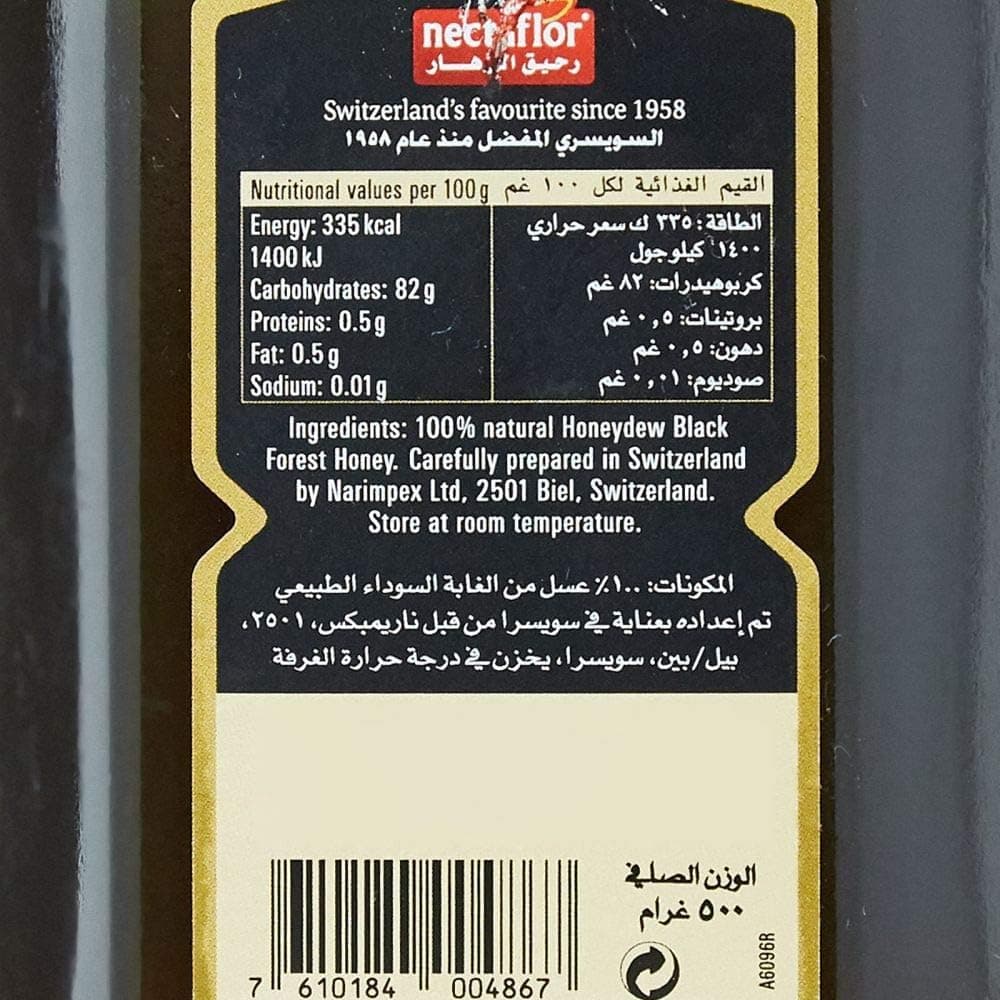 nectaflor
رحيق الأزهار
Switzerland's favourite since 1958
السويسري المفضل منذ عام ١٩٥٨
Nutritional values per 100 g القيم الغذائية لكل ١٠٠ غم
Energy: 335 kcal
1400 kJ
Carbohydrates: 82 g
Proteins: 0.5 g
Fat: 0.5 g
Sodium: 0.01 g
الطاقة: ٣٣٥ ك سعر حراري
١٤٠٠ كيلو جول
كربوهيدرات: ٨٢ غم
بروتينات: ٠,٥ غم
دهون: ٠,٥ غم
صوديوم: ٠,٠١ غم
Ingredients: 100% natural Honeydew Black
Forest Honey. Carefully prepared in Switzerland
by Narimpex Ltd, 2501 Biel, Switzerland.
Store at room temperature.
المكونات: ١٠٠٪ عسل من الغابة السوداء الطبيعي
تم إعداده بعناية في سويسرا من قبل ناريمبكس، ٢٥٠١،
بيل/بين، سويسرا، يخزن في درجة حرارة الغرفة
الوزن الصافي
٥٠٠ غرام
A6096R
7 610184 004867